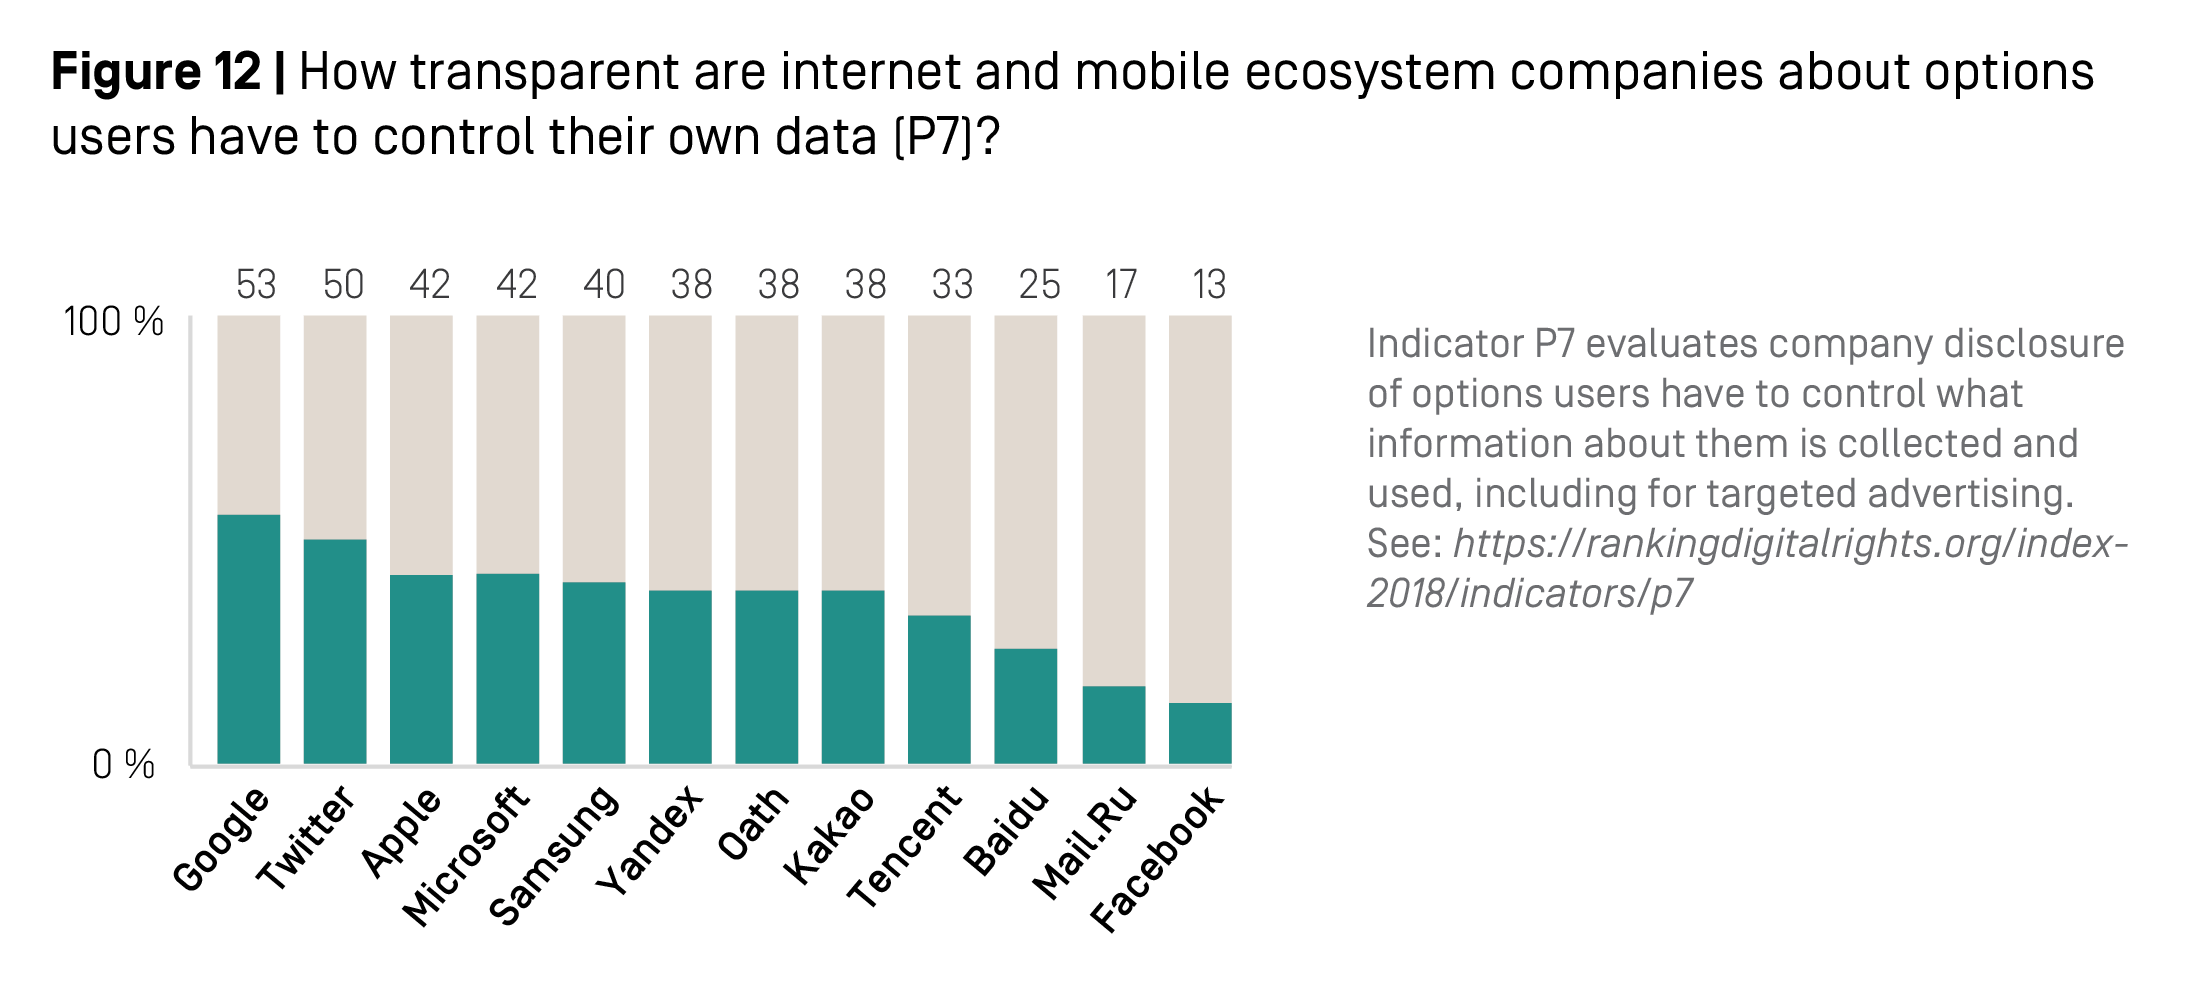 Figure 12 | How transparent are internet and mobile ecosystem companies about options
users have to control their own data (P7)?
53 50 42 42 40 38 38 38 33 25 17 13
100 %
0 %
Google
Twitter
Apple
Microsoft
Samsung
Yandex
Oath
Kakao
Tencent
Baidu
Mail.Ru
Facebook
Indicator P7 evaluates company disclosure
of options users have to control what
information about them is collected and
used, including for targeted advertising.
See: https://rankingdigitalrights.org/index-
2018/indicators/p7